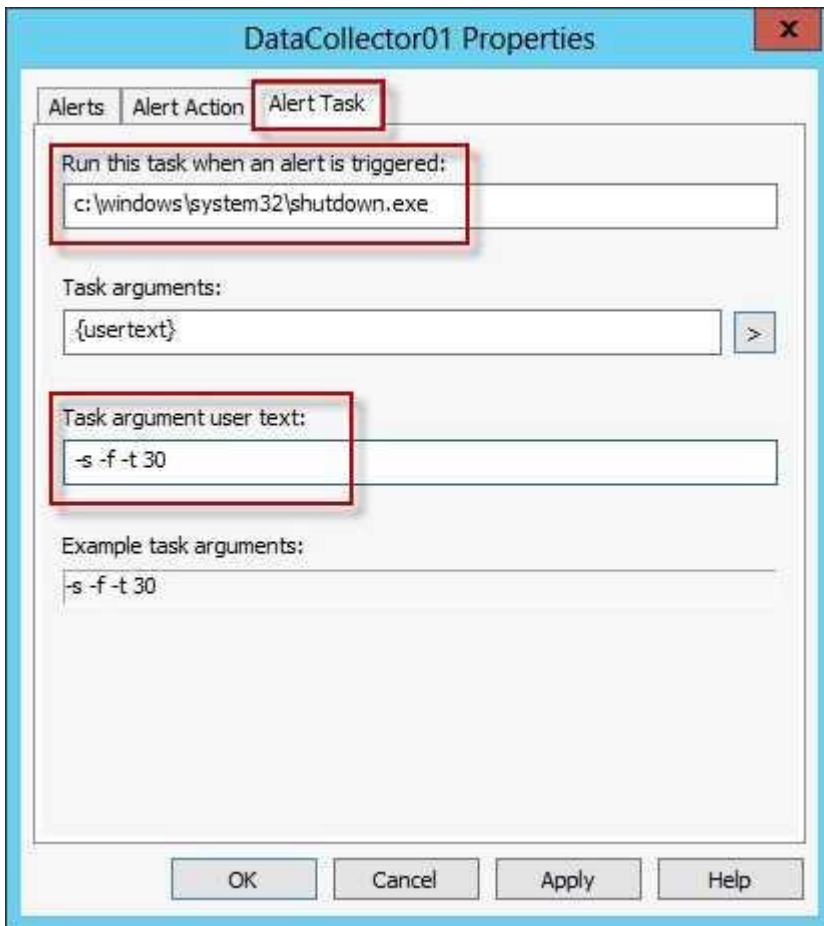 DataCollector01 Properties
x
Alerts Alert Action Alert Task
Run this task when an alert is triggered:
c:\windows\system32\shutdown.exe
Task arguments:
{usertext}
>
Task argument user text:
-s -f -t 30
Example task arguments:
-s -f -t 30
OK Cancel Apply Help